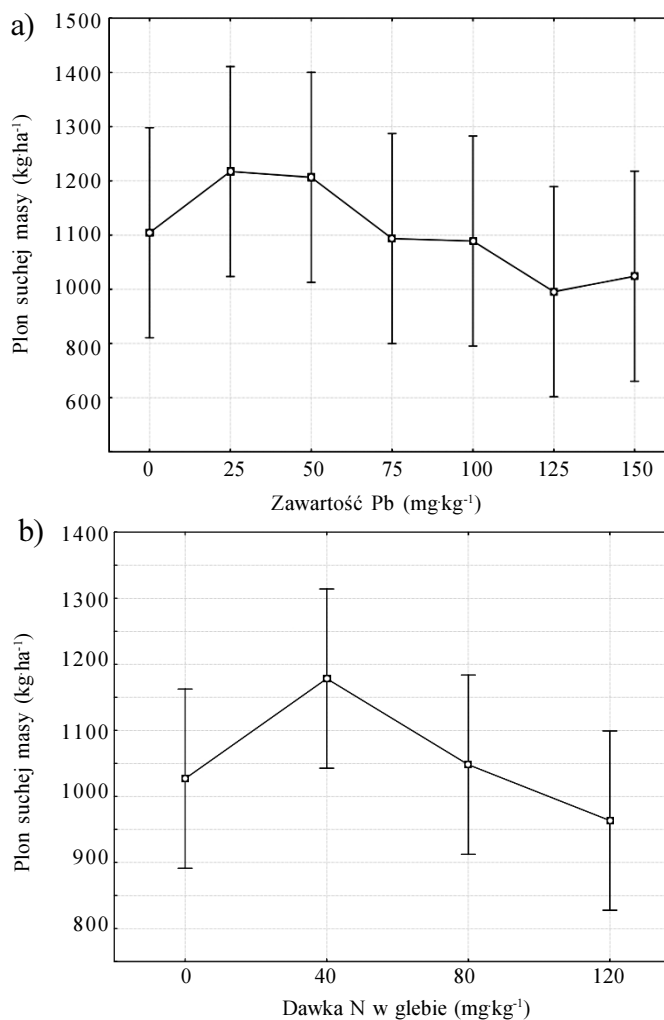 a)
1500
1400
1300
1200
1100
1000
800
600
Plon suchej masy (kg·ha⁻¹)
0 25 50 75 100 125 150
Zawartość Pb (mg·kg⁻¹)
b)
1400
1300
1200
1100
1000
900
800
Plon suchej masy (kg·ha⁻¹)
0 40 80 120
Dawka N w glebie (mg·kg⁻¹)